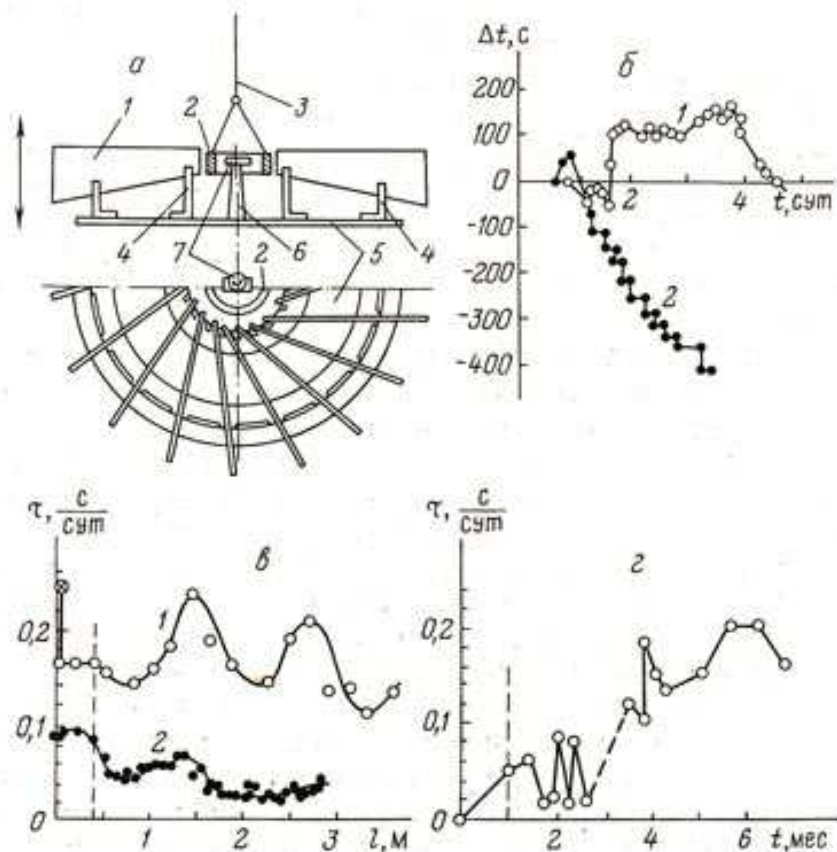 а
1 2 3
4 7 6 5 4
2
б
Δt, с
200
100
0
-100
-200
-300
-400
1
2 4 t, сут
2
в
τ, с/сут
0,2
0,1
0
1
2
1 2 3 l, м
г
τ, с/сут
0,2
0,1
0
2 4 6 t, мес